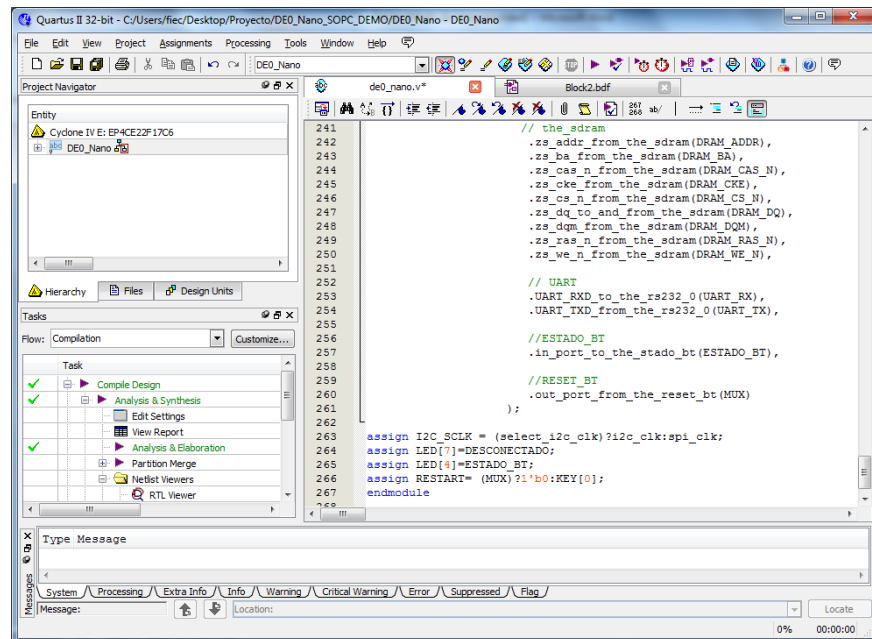 Quartus II 32-bit - C:/Users/fiec/Desktop/Proyecto/DE0_Nano_SOPC_DEMO/DE0_Nano - DE0_Nano
File Edit View Project Assignments Processing Tools Window Help
DE0_Nano
STOP
Project Navigator
Entity
Cyclone IV E: EP4CE22F17C6
abc DE0_Nano
Hierarchy Files Design Units
Tasks
Flow: Compilation Customize...
Task
Compile Design
Analysis & Synthesis
Edit Settings
View Report
Analysis & Elaboration
Partition Merge
Netlist Viewers
RTL Viewer
de0_nano.v* Block2.bdf
267 268 ab/
241 // the_sdram
242 .zs_addr_from_the_sdram(DRAM_ADDR),
243 .zs_ba_from_the_sdram(DRAM_BA),
244 .zs_cas_n_from_the_sdram(DRAM_CAS_N),
245 .zs_cke_from_the_sdram(DRAM_CKE),
246 .zs_cs_n_from_the_sdram(DRAM_CS_N),
247 .zs_dq_to_and_from_the_sdram(DRAM_DQ),
248 .zs_dqm_from_the_sdram(DRAM_DQM),
249 .zs_ras_n_from_the_sdram(DRAM_RAS_N),
250 .zs_we_n_from_the_sdram(DRAM_WE_N),
251
252 // UART
253 .UART_RXD_to_the_rs232_0(UART_RX),
254 .UART_TXD_from_the_rs232_0(UART_TX),
255
256 //ESTADO_BT
257 .in_port_to_the_stado_bt(ESTADO_BT),
258
259 //RESET_BT
260 .out_port_from_the_reset_bt(MUX)
261 );
262
263 assign I2C_SCLK = (select_i2c_clk)?i2c_clk:spi_clk;
264 assign LED[7]=DESCONECTADO;
265 assign LED[4]=ESTADO_BT;
266 assign RESTART= (MUX)?1'b0:KEY[0];
267 endmodule
268
Messages
Type Message
System Processing Extra Info Info Warning Critical Warning Error Suppressed Flag
Message: Location: Locate
0% 00:00:00